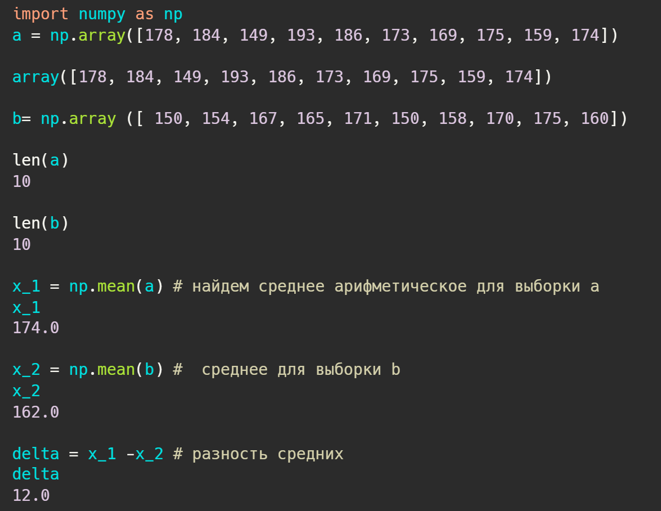 import numpy as np
a = np.array([178, 184, 149, 193, 186, 173, 169, 175, 159, 174])
array([178, 184, 149, 193, 186, 173, 169, 175, 159, 174])
b= np.array ([ 150, 154, 167, 165, 171, 150, 158, 170, 175, 160])
len(a)
10
len(b)
10
x_1 = np.mean(a) # найдем среднее арифметическое для выборки a
x_1
174.0
x_2 = np.mean(b) #  среднее для выборки b
x_2
162.0
delta = x_1 -x_2 # разность средних
delta
12.0